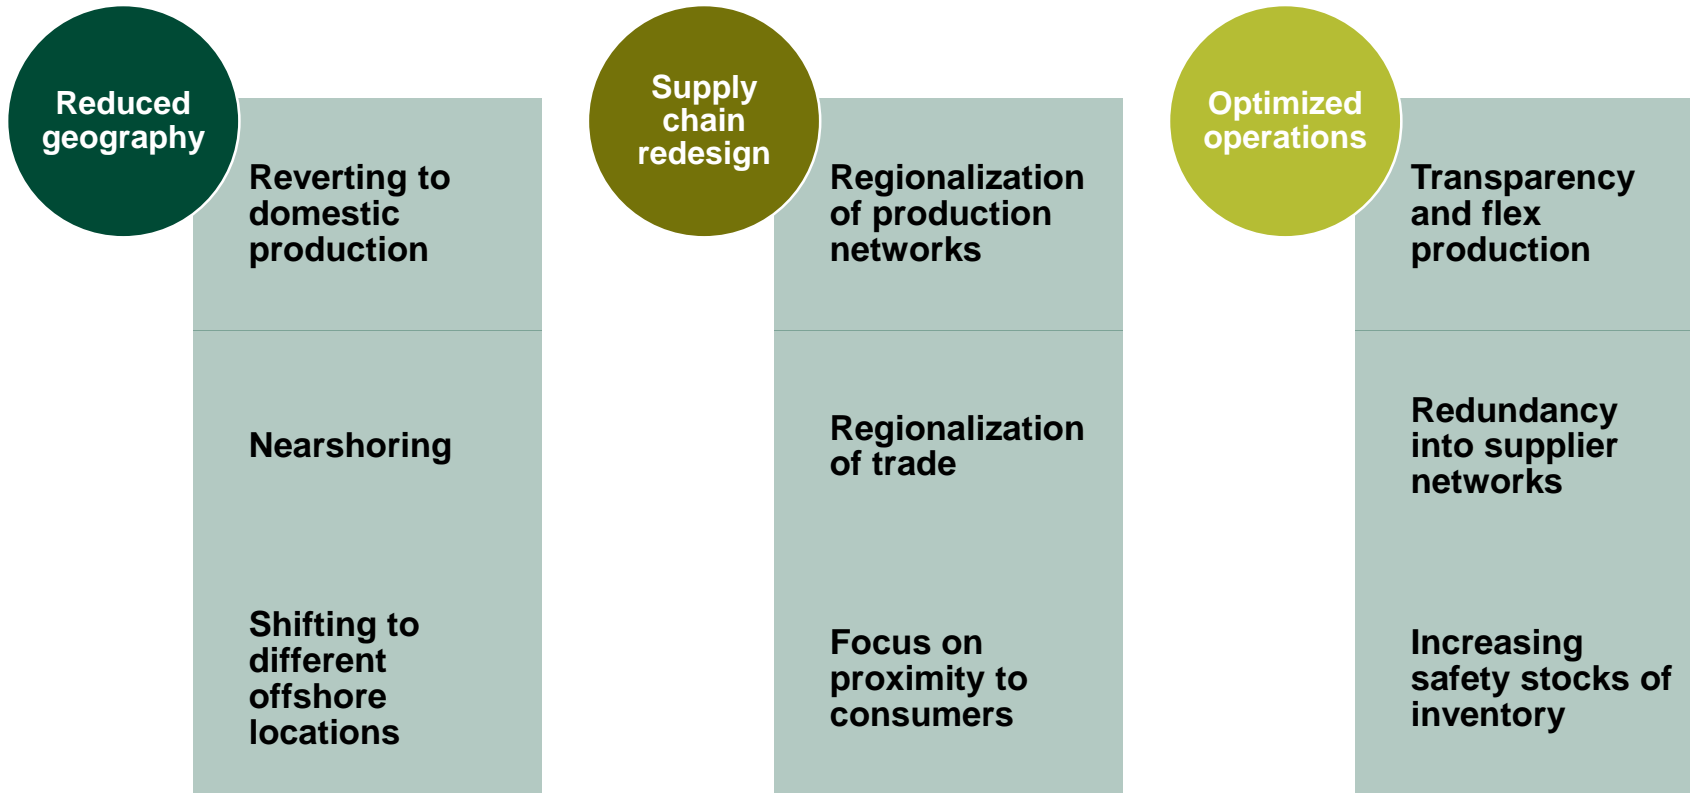 Reduced
geography
Reverting to
domestic
production
Nearshoring
Shifting to
different
offshore
locations
Supply
chain
redesign
Regionalization
of production
networks
Regionalization
of trade
Focus on
proximity to
consumers
Optimized
operations
Transparency
and flex
production
Redundancy
into supplier
networks
Increasing
safety stocks of
inventory